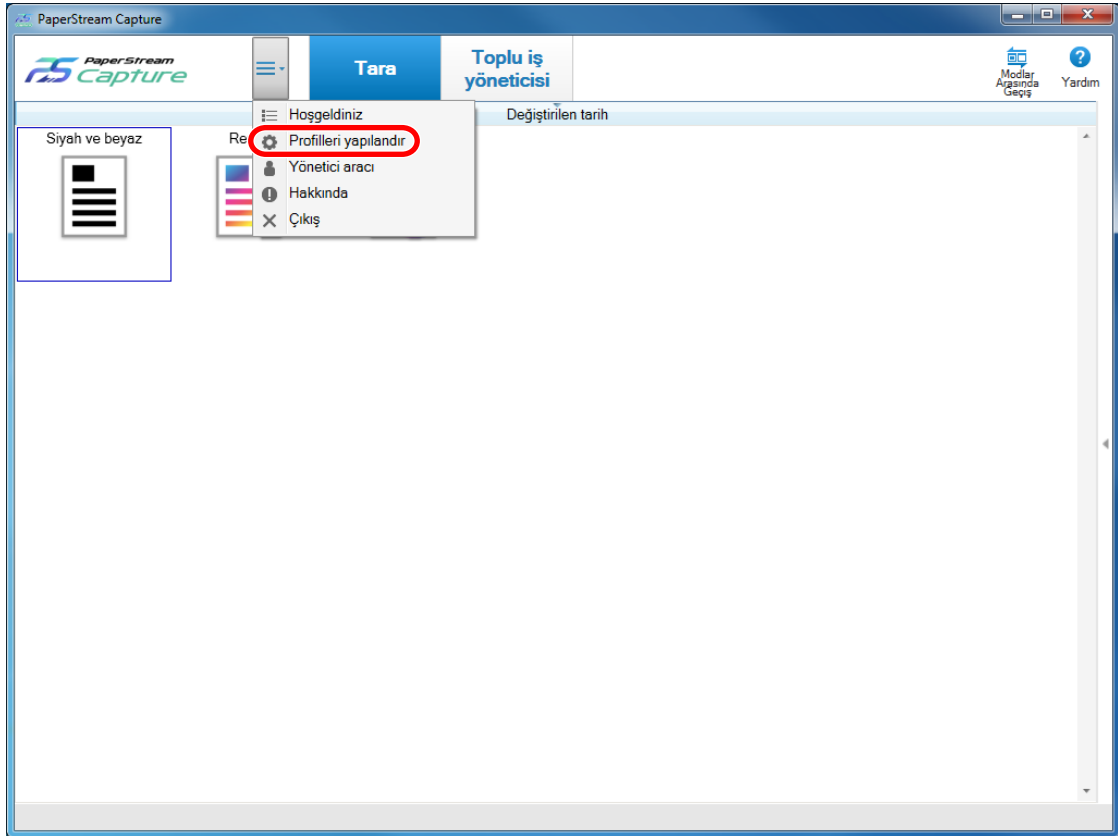 PaperStream Capture
PaperStream
Capture
Tara
Toplu iş
yöneticisi
Modlar
Arasında
Geçiş
Yardım
Değiştirilen tarih
Hoşgeldiniz
Profilleri yapılandır
Yönetici aracı
Hakkında
Çıkış
Siyah ve beyaz
Re